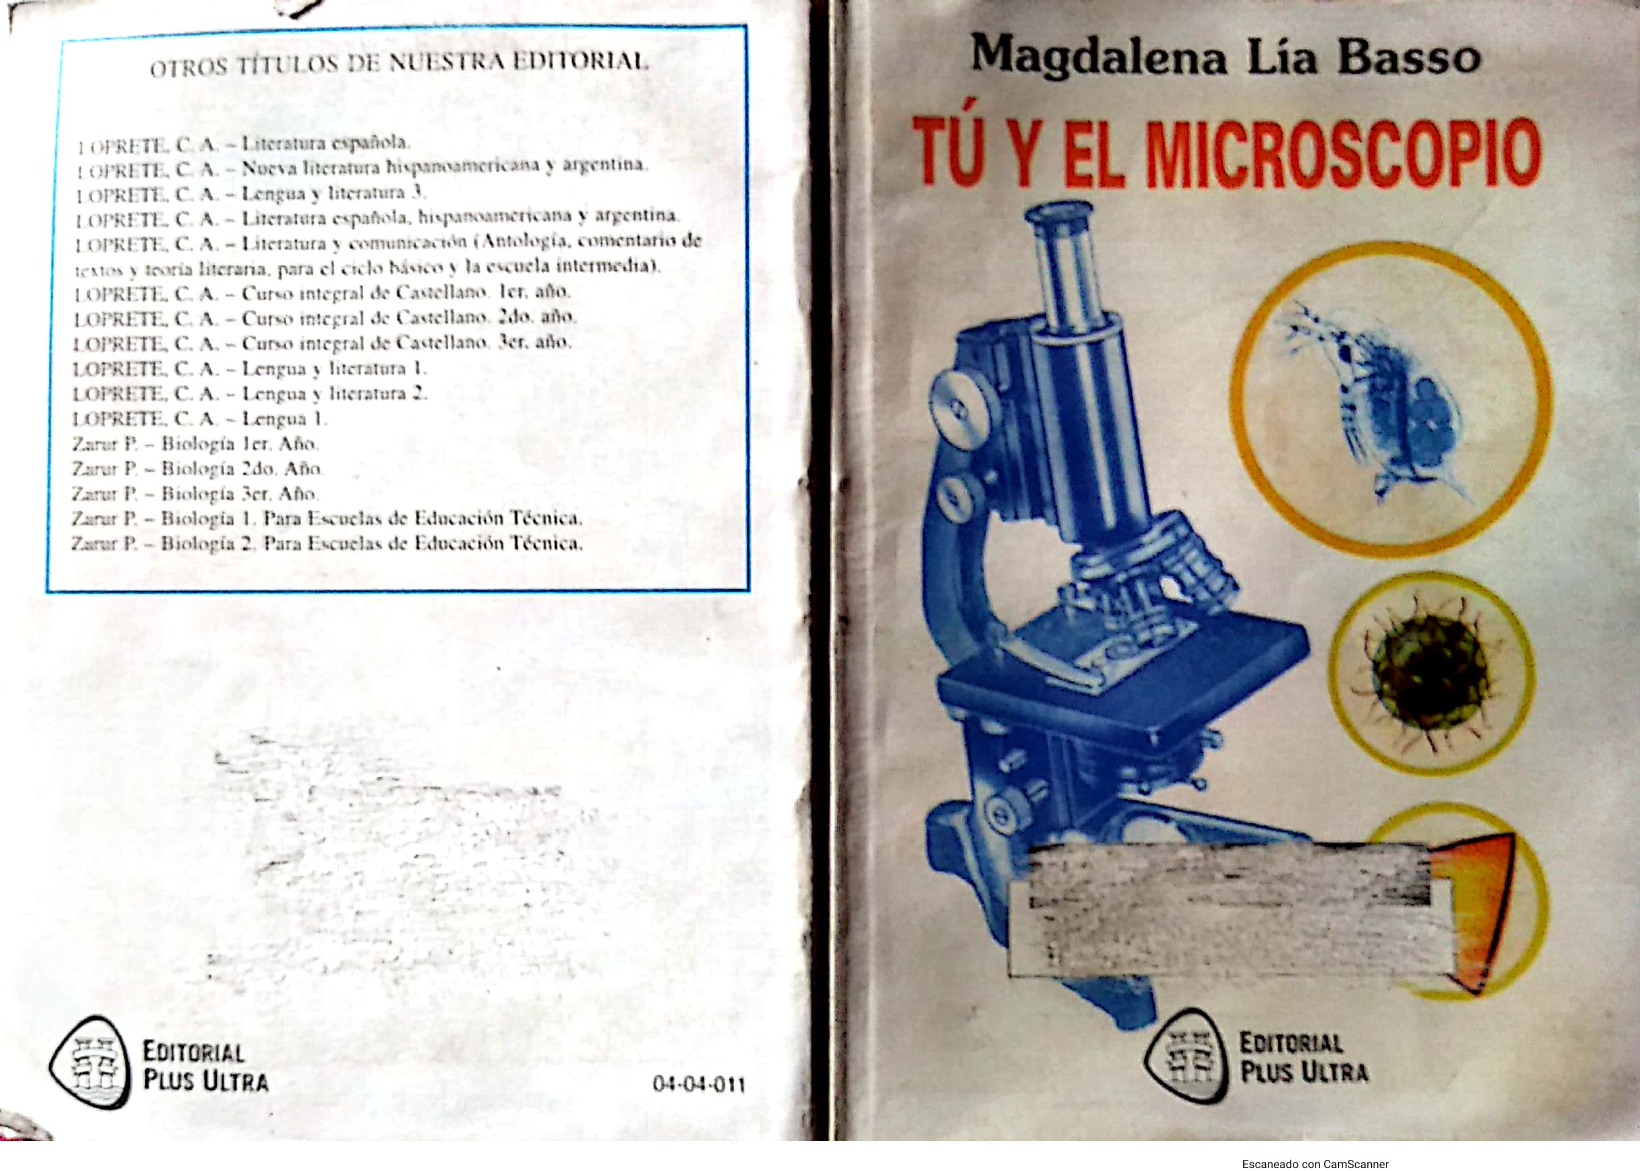 OTROS TÍTULOS DE NUESTRA EDITORIAL
LOPRETE, C. A. – Literatura española.
LOPRETE, C. A. – Nueva literatura hispanoamericana y argentina.
LOPRETE, C. A. – Lengua y literatura 3.
LOPRETE, C. A. – Literatura española, hispanoamericana y argentina.
LOPRETE, C. A. – Literatura y comunicación (Antología, comentario de
textos y teoría literaria, para el ciclo básico y la escuela intermedia).
LOPRETE, C. A. – Curso integral de Castellano. 1er. año.
LOPRETE, C. A. – Curso integral de Castellano. 2do. año.
LOPRETE, C. A. – Curso integral de Castellano. 3er. año.
LOPRETE, C. A. – Lengua y literatura 1.
LOPRETE, C. A. – Lengua y literatura 2.
LOPRETE, C. A. – Lengua 1.
Zarur P. – Biología 1er. Año.
Zarur P. – Biología 2do. Año.
Zarur P. – Biología 3er. Año.
Zarur P. – Biología 1. Para Escuelas de Educación Técnica.
Zarur P. – Biología 2. Para Escuelas de Educación Técnica.
EDITORIAL
PLUS ULTRA
04-04-011
Magdalena Lía Basso
TÚ Y EL MICROSCOPIO
EDITORIAL
PLUS ULTRA
Escaneado con CamScanner